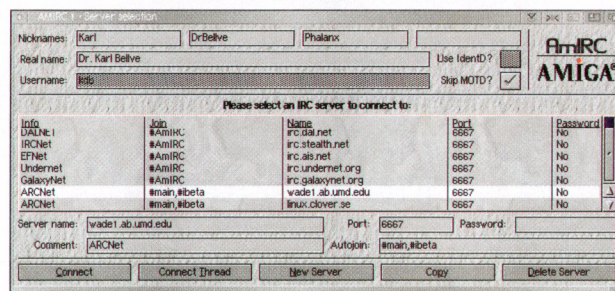 AMIRC 1 - Server selection
Nicknames: Karl DrBellve Phalanx
Real name: Dr. Karl Bellve Use IdentD?
Username: Skip MOTD?
AmIRC
AMIGA
Please select an IRC server to connect to:
Info Join Name Port Password
DALNET #AmIRC irc.dal.net 6667 No
IRCNet #AmIRC irc.stealth.net 6667 No
EFNet #AmIRC irc.ais.net 6667 No
Undernet #AmIRC irc.undernet.org 6667 No
GalaxyNet #AmIRC irc.galaxynet.org 6667 No
ARCNet #main,#ibeta wade1.ab.umd.edu 6667 No
ARCNet #main,#ibeta linux.clover.se 6667 No
Server name: wade1.ab.umd.edu Port: 6667 Password:
Comment: ARCNet Autojoin: #main,#ibeta
Connect Connect Thread New Server Copy Delete Server